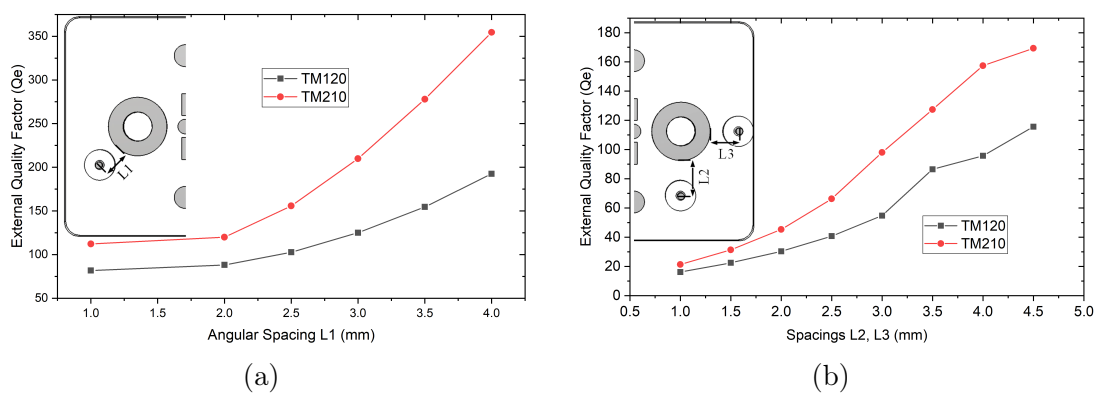 External Quality Factor (Qe)
350
300
250
200
150
100
50
1.0 1.5 2.0 2.5 3.0 3.5 4.0
Angular Spacing L1 (mm)
TM120
TM210
L1
(a)
External Quality Factor (Qe)
180
160
140
120
100
80
60
40
20
0
0.5 1.0 1.5 2.0 2.5 3.0 3.5 4.0 4.5 5.0
Spacings L2, L3 (mm)
L3
L2
TM120
TM210
(b)